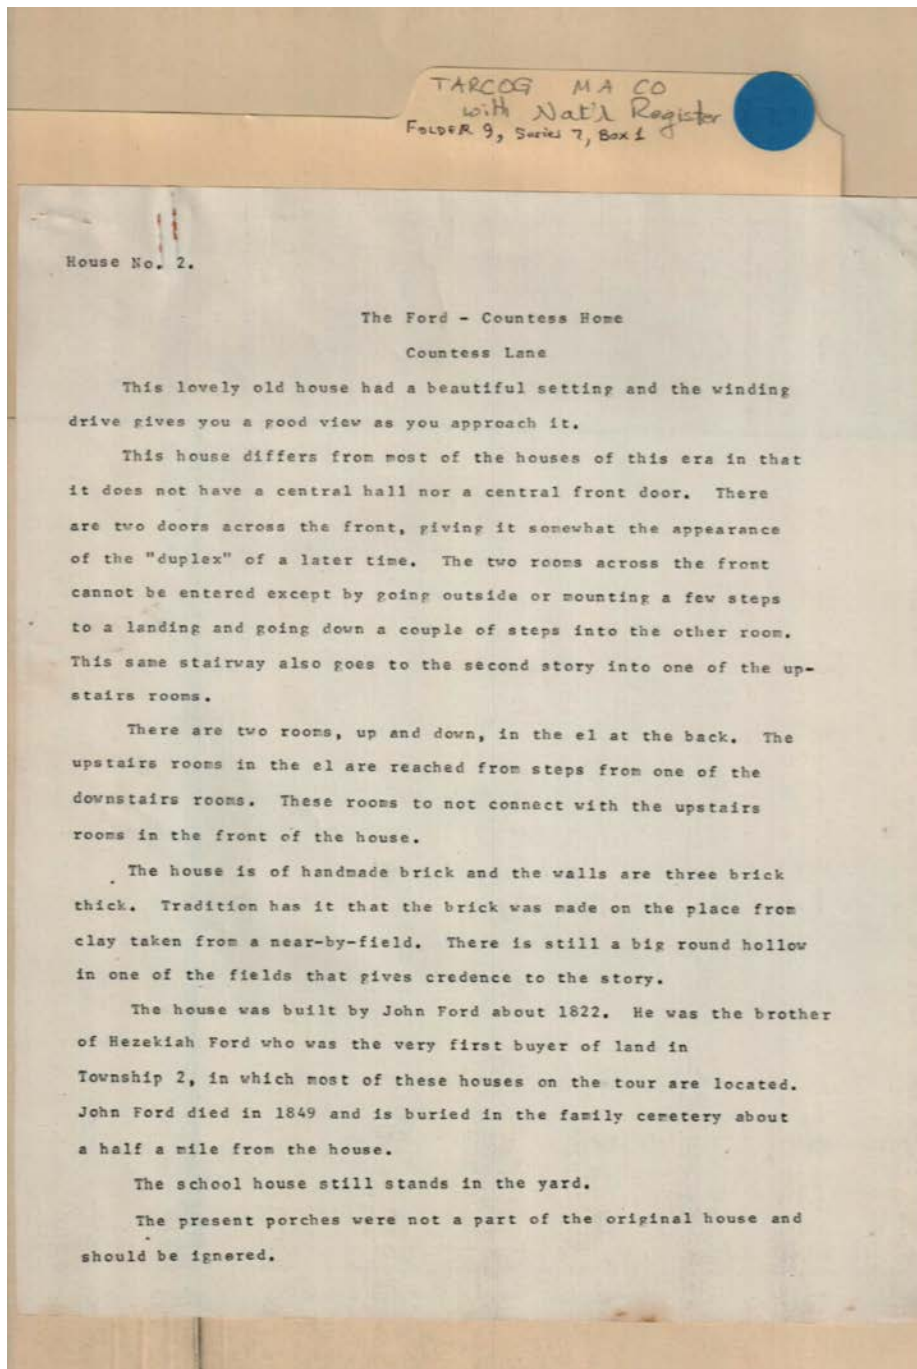 TARCOG MA CO
with Nat'l Register
FOLDER 9, Series 7, Box 1
House No. 2.
The Ford - Countess Home
Countess Lane
This lovely old house had a beautiful setting and the winding
drive gives you a good view as you approach it.
This house differs from most of the houses of this era in that
it does not have a central hall nor a central front door. There
are two doors across the front, giving it somewhat the appearance
of the "duplex" of a later time. The two rooms across the front
cannot be entered except by going outside or mounting a few steps
to a landing and going down a couple of steps into the other room.
This same stairway also goes to the second story into one of the up-
stairs rooms.
There are two rooms, up and down, in the el at the back. The
upstairs rooms in the el are reached from steps from one of the
downstairs rooms. These rooms to not connect with the upstairs
rooms in the front of the house.
The house is of handmade brick and the walls are three brick
thick. Tradition has it that the brick was made on the place from
clay taken from a near-by-field. There is still a big round hollow
in one of the fields that gives credence to the story.
The house was built by John Ford about 1822. He was the brother
of Hezekiah Ford who was the very first buyer of land in
Township 2, in which most of these houses on the tour are located.
John Ford died in 1849 and is buried in the family cemetery about
a half a mile from the house.
The school house still stands in the yard.
The present porches were not a part of the original house and
should be ignored.